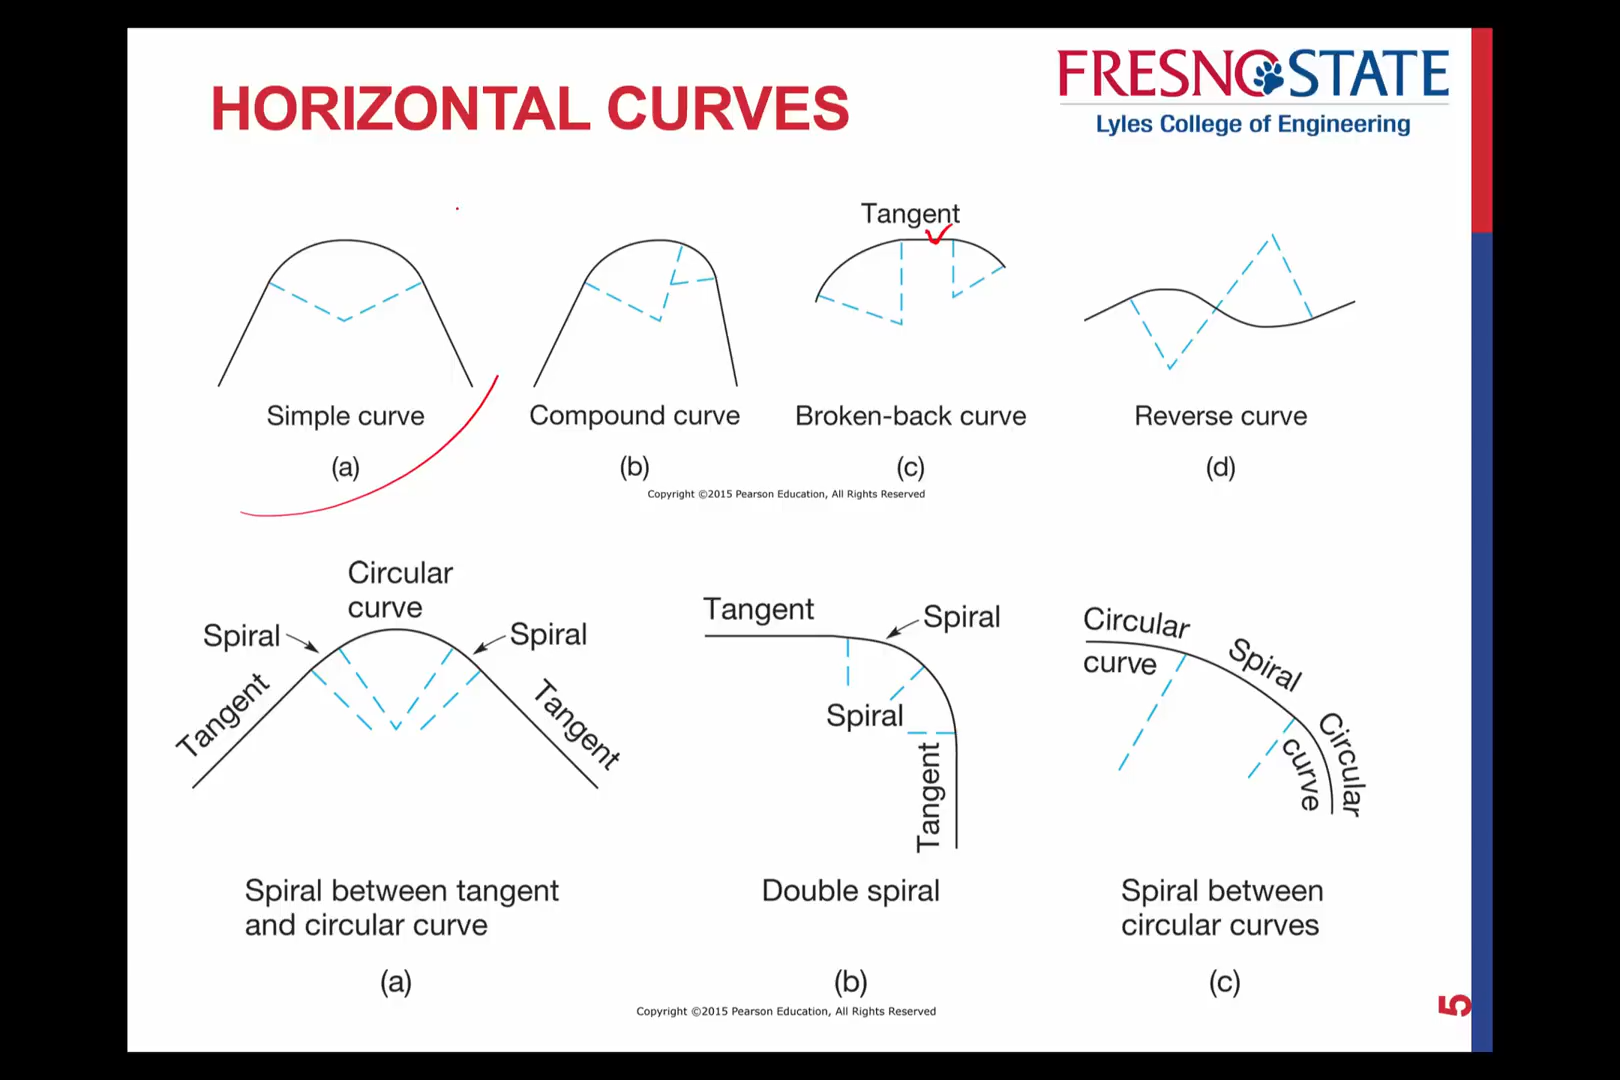 FRESNO STATE
Lyles College of Engineering
HORIZONTAL CURVES
Tangent
Simple curve
Compound curve
Broken-back curve
Reverse curve
(a)
(b)
(c)
(d)
Copyright ©2015 Pearson Education, All Rights Reserved
Circular
curve
Spiral
Spiral
Tangent
Tangent
Tangent
Spiral
Spiral
Tangent
Circular
curve
Spiral
Circular
curve
Spiral between tangent
and circular curve
Double spiral
Spiral between
circular curves
(a)
(b)
(c)
Copyright ©2015 Pearson Education, All Rights Reserved
5